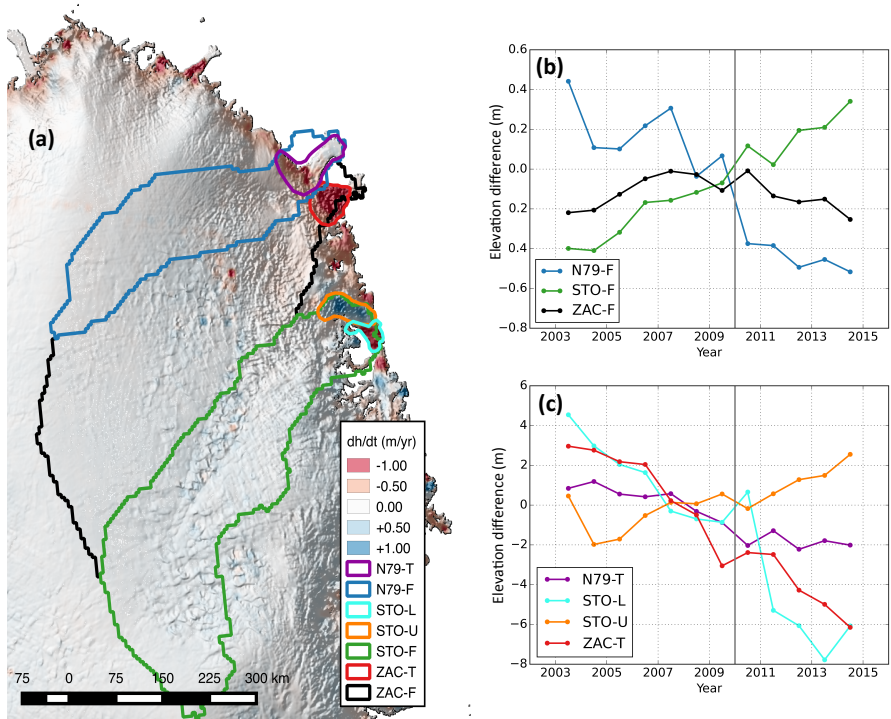 (a)
dh/dt (m/yr)
-1.00
-0.50
0.00
+0.50
+1.00
N79-T
N79-F
STO-L
STO-U
STO-F
ZAC-T
ZAC-F
75 0 75 150 225 300 km
(b)
Elevation difference (m)
0.6
0.4
0.2
0.0
0.2
0.4
−0.6
−0.8
N79-F
STO-F
ZAC-F
2003 2005 2007 2009 2011 2013 2015
Year
(c)
Elevation difference (m)
6
4
2
0
−2
−4
−6
−8
N79-T
STO-L
STO-U
ZAC-T
2003 2005 2007 2009 2011 2013 2015
Year
: